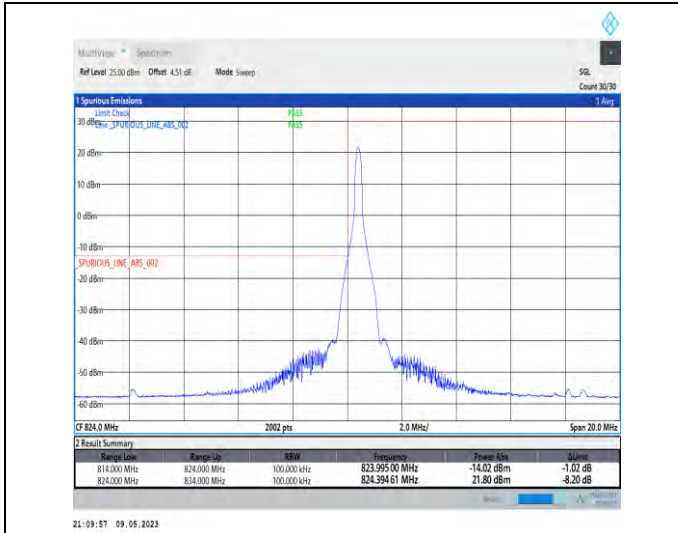 MultiView Spectrum
Ref Level 25.00 dBm Offset 4.51 dB Mode Sweep SGL
Count 30/30
1 Spurious Emissions 1 Avg
Limit Check PASS
30 dBm Line _SPURIOUS_LINE_ABS_002 PASS
20 dBm
10 dBm
0 dBm
-10 dBm
_SPURIOUS_LINE_ABS_002
-20 dBm
-30 dBm
-40 dBm
-50 dBm
-60 dBm
CF 824.0 MHz 2002 pts 2.0 MHz/ Span 20.0 MHz
2 Result Summary
Range Low Range Up RBW Frequency Power Abs ΔLimit
814.000 MHz 824.000 MHz 100.000 kHz 823.995 00 MHz -14.02 dBm -1.02 dB
824.000 MHz 834.000 MHz 100.000 kHz 824.394 61 MHz 21.80 dBm -8.20 dB
21:09:57 09.05.2023